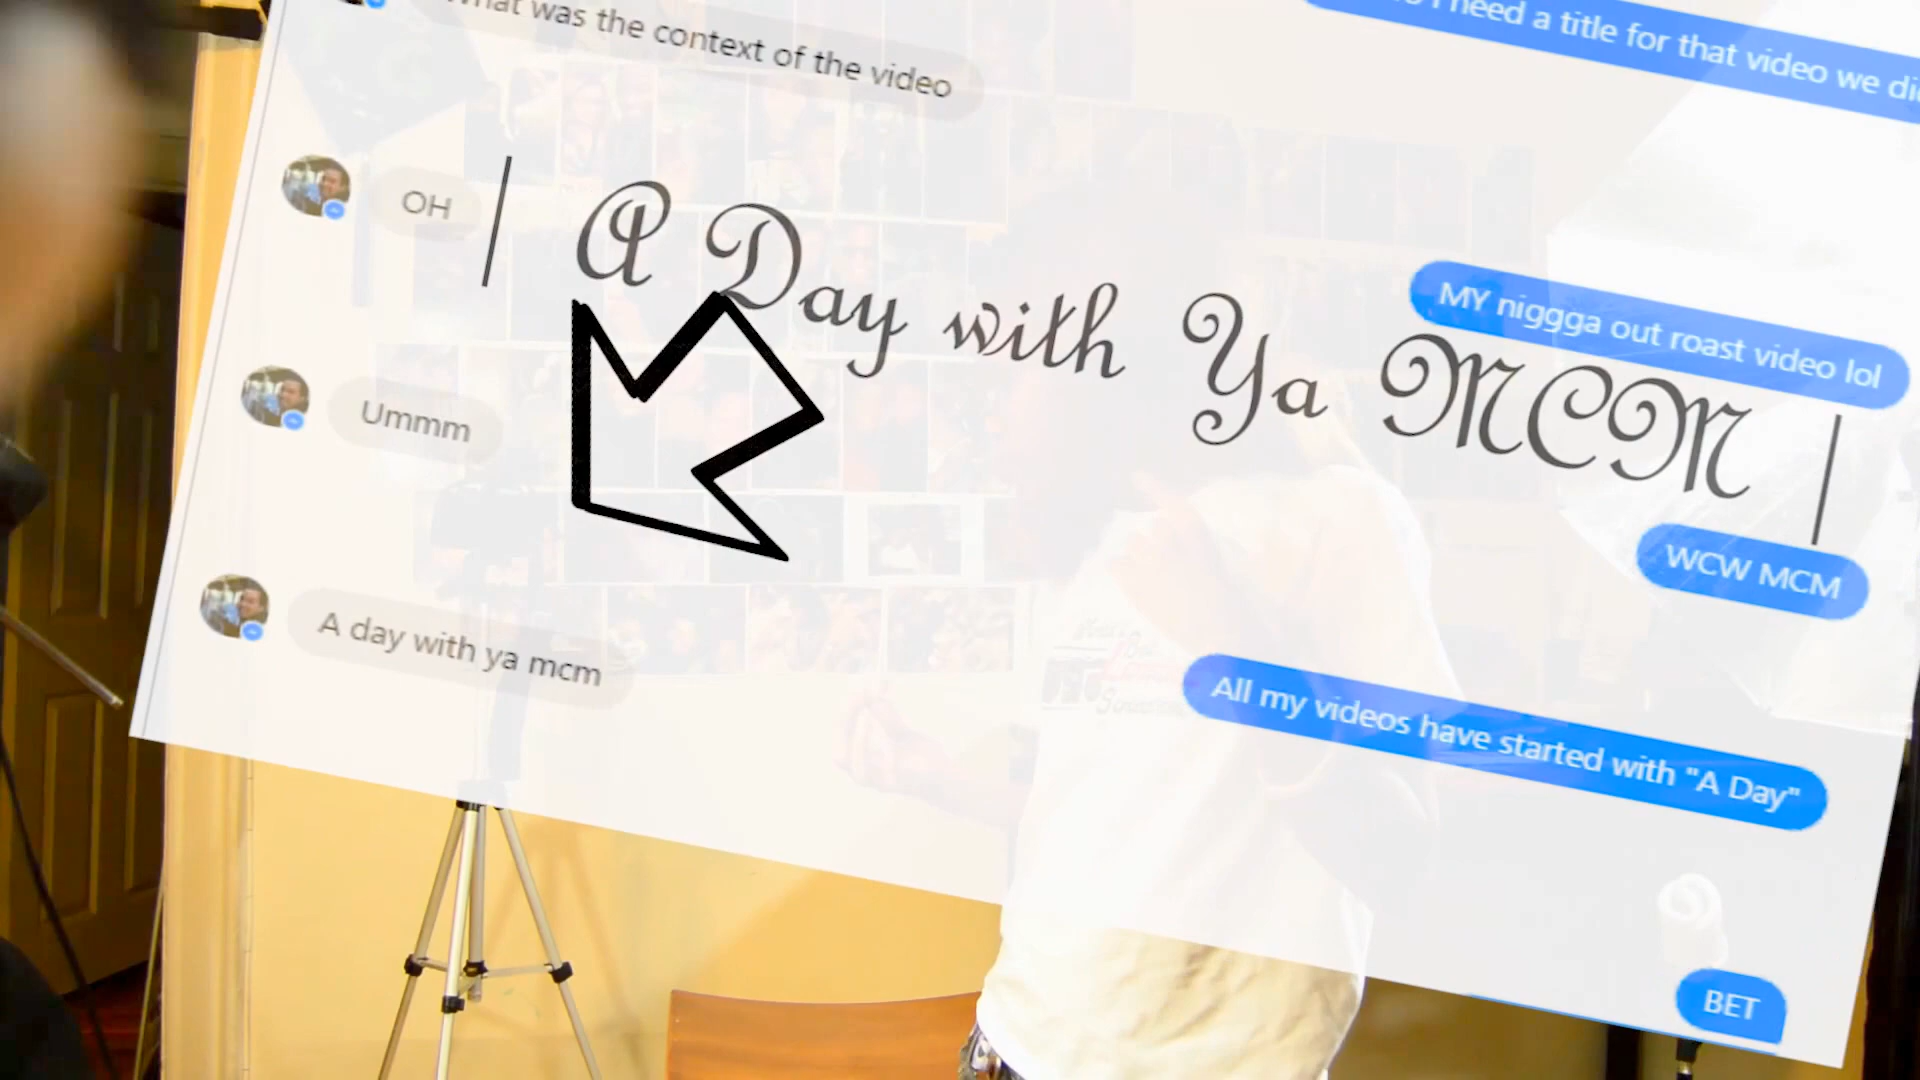 need a title for that video we
What was the context of the video
OH
| A Day with Ya MCM |
MY niggga out roast video lol
Ummm
WCW MCM
A day with ya mcm
All my videos have started with "A Day"
BET